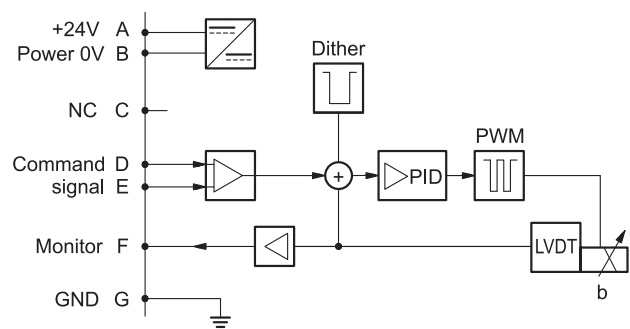 +24V A
Power 0V B
Dither
NC C
PWM
Command D
signal E
+
PID
Monitor F
LVDT
GND G
b